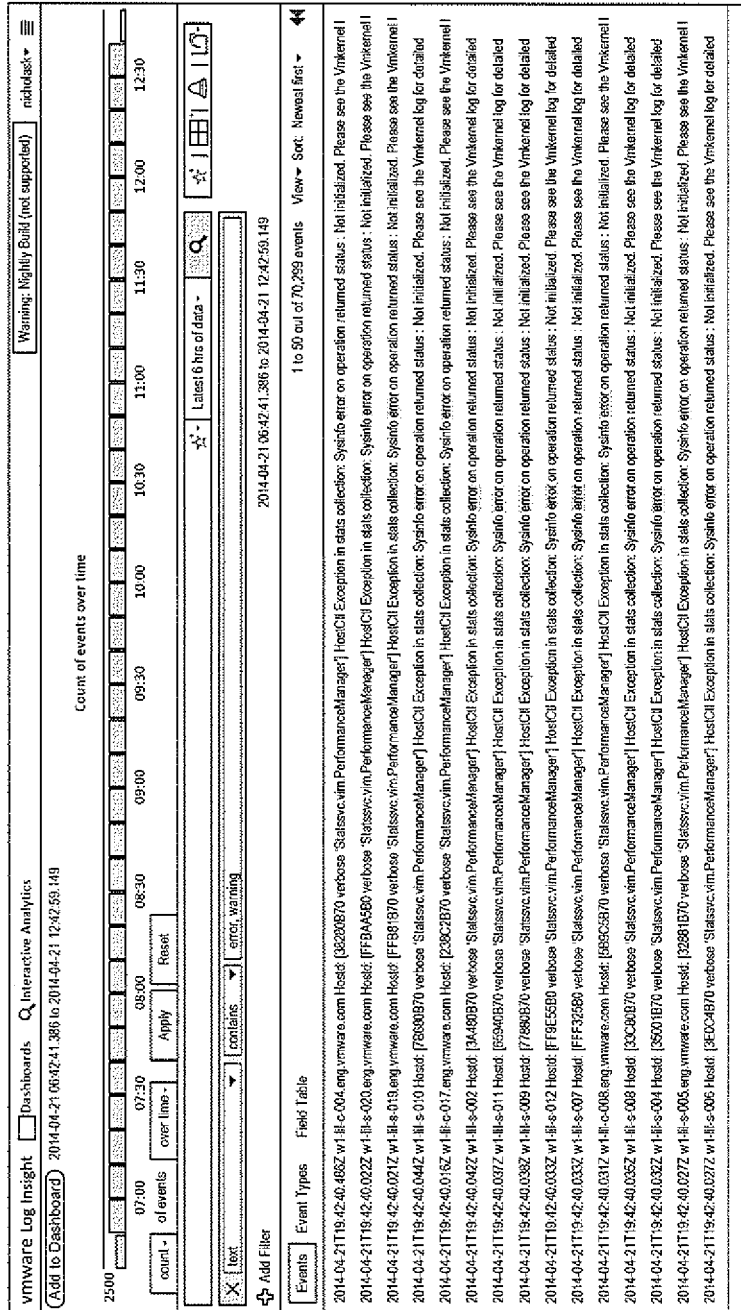 vmware Log Insight Dashboards Interactive Analytics Warning: Nightly Build (not supported) nicholask
Add to Dashboard 2014-04-21 06:42:41.386 to 2014-04-21 12:42:59.149
Count of events over time
2500
07:00 07:30 08:00 08:30 09:00 09:30 10:00 10:30 11:00 11:30 12:00 12:30
count of events over time Apply Reset
Latest 6 hrs of data
X text contains error, warning
Add Filter 2014-04-21 06:42:41.386 to 2014-04-21 12:42:59.149
Events Event Types Field Table 1 to 50 out of 70,299 events View Sort: Newest first
2014-04-21T19:42:40.466Z w1-lil-c-004.eng.vmware.com Hostd: [38280B70 verbose 'Statssvc.vim.PerformanceManager'] HostCtl Exception in stats collection: Sysinfo error on operation returned status : Not initialized. Please see the Vmkernel l
2014-04-21T19:42:40.022Z w1-lil-s-020.eng.vmware.com Hostd: [FFBAA5B0 verbose 'Statssvc.vim.PerformanceManager'] HostCtl Exception in stats collection: Sysinfo error on operation returned status : Not initialized. Please see the Vmkernel l
2014-04-21T19:42:40.021Z w1-lil-s-019.eng.vmware.com Hostd: [FFB81B70 verbose 'Statssvc.vim.PerformanceManager'] HostCtl Exception in stats collection: Sysinfo error on operation returned status : Not initialized. Please see the Vmkernel l
2014-04-21T19:42:40.044Z w1-lil-s-010 Hostd: [78690B70 verbose 'Statssvc.vim.PerformanceManager'] HostCtl Exception in stats collection: Sysinfo error on operation returned status : Not initialized. Please see the Vmkernel log for detailed
2014-04-21T19:42:40.016Z w1-lil-c-017.eng.vmware.com Hostd: [238C2B70 verbose 'Statssvc.vim.PerformanceManager'] HostCtl Exception in stats collection: Sysinfo error on operation returned status : Not initialized. Please see the Vmkernel l
2014-04-21T19:42:40.042Z w1-lil-s-002 Hostd: [3A480B70 verbose 'Statssvc.vim.PerformanceManager'] HostCtl Exception in stats collection: Sysinfo error on operation returned status : Not initialized. Please see the Vmkernel log for detailed
2014-04-21T19:42:40.037Z w1-lil-s-011 Hostd: [65940B70 verbose 'Statssvc.vim.PerformanceManager'] HostCtl Exception in stats collection: Sysinfo error on operation returned status : Not initialized. Please see the Vmkernel log for detailed
2014-04-21T19:42:40.038Z w1-lil-s-009 Hostd: [77880B70 verbose 'Statssvc.vim.PerformanceManager'] HostCtl Exception in stats collection: Sysinfo error on operation returned status : Not initialized. Please see the Vmkernel log for detailed
2014-04-21T19:42:40.033Z w1-lil-s-012 Hostd: [FF9E55B0 verbose 'Statssvc.vim.PerformanceManager'] HostCtl Exception in stats collection: Sysinfo error on operation returned status : Not initialized. Please see the Vmkernel log for detailed
2014-04-21T19:42:40.033Z w1-lil-s-007 Hostd: [FFF325B0 verbose 'Statssvc.vim.PerformanceManager'] HostCtl Exception in stats collection: Sysinfo error on operation returned status : Not initialized. Please see the Vmkernel log for detailed
2014-04-21T19:42:40.031Z w1-lil-c-008.eng.vmware.com Hostd: verbose 'Statssvc.vim.PerformanceManager'] HostCtl Exception in stats collection: Sysinfo error on operation returned status : Not initialized. Please see the Vmkernel l
2014-04-21T19:42:40.035Z w1-lil-s-008 Hostd: [33C80B70 verbose 'Statssvc.vim.PerformanceManager'] HostCtl Exception in stats collection: Sysinfo error on operation returned status : Not initialized. Please see the Vmkernel log for detailed
2014-04-21T19:42:40.032Z w1-lil-s-004 Hostd: [35001B70 verbose 'Statssvc.vim.PerformanceManager'] HostCtl Exception in stats collection: Sysinfo error on operation returned status : Not initialized. Please see the Vmkernel log for detailed
2014-04-21T19:42:40.027Z w1-lil-s-005.eng.vmware.com Hostd: [32881B70 verbose 'Statssvc.vim.PerformanceManager'] HostCtl Exception in stats collection: Sysinfo error on operation returned status : Not initialized. Please see the Vmkernel l
2014-04-21T19:42:40.027Z w1-lil-s-006 Hostd: [3E0C4B70 verbose 'Statssvc.vim.PerformanceManager'] HostCtl Exception in stats collection: Sysinfo error on operation returned status : Not initialized. Please see the Vmkernel log for detailed